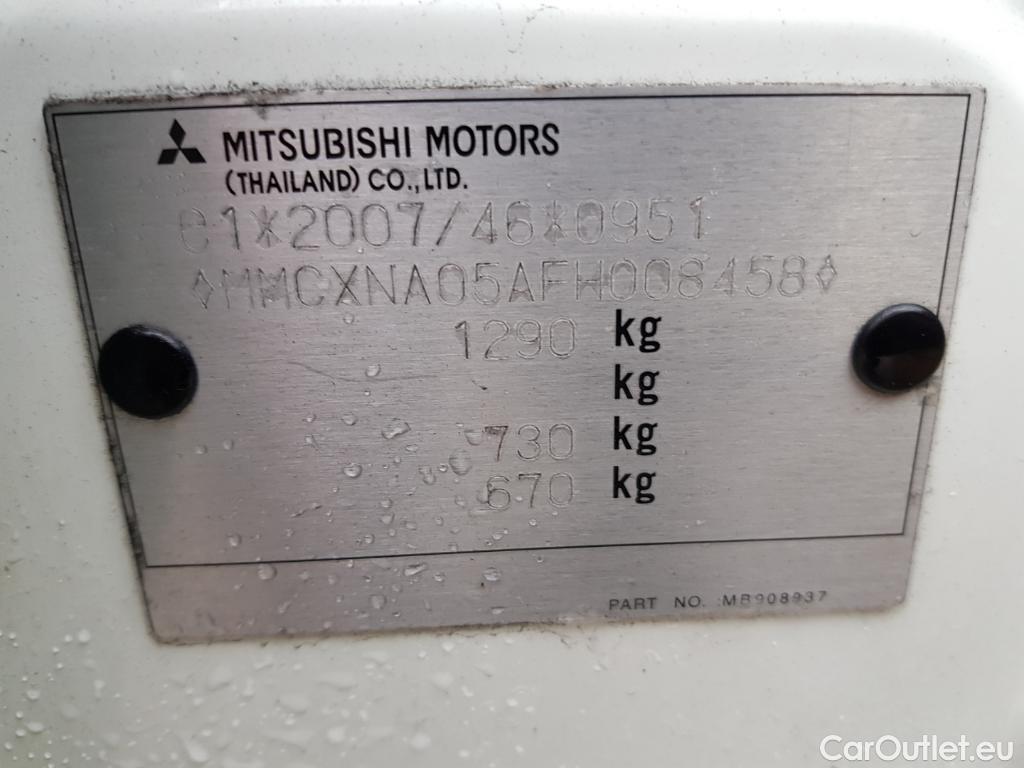 MITSUBISHI MOTORS
(THAILAND) CO., LTD.
e1*2007/46*0951
◊MMCXNA05AFH008458◊
1290 kg
kg
730 kg
670 kg
PART NO. :MB908937
CarOutlet.eu